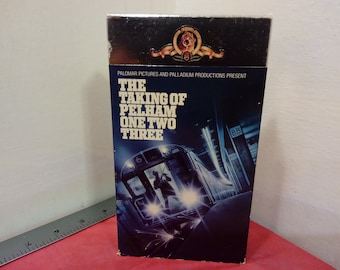 PALOMAR PICTURES AND PALLADIUM PRODUCTIONS PRESENT
THE
TAKING OF
PELHAM
ONE TWO
THREE